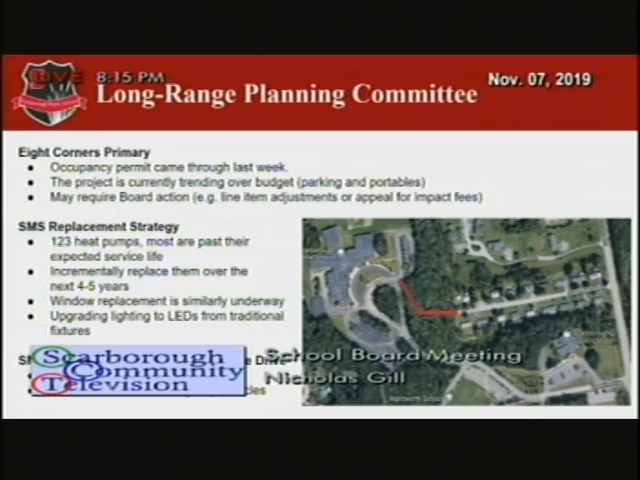 LIVE 8:15 PM
Nov. 07, 2019
Long-Range Planning Committee
Eight Corners Primary
Occupancy permit came through last week.
The project is currently trending over budget (parking and portables)
May require Board action (e.g. line item adjustments or appeal for impact fees)
SMS Replacement Strategy
123 heat pumps, most are past their
expected service life
Incrementally replace them over the
next 4-5 years
Window replacement is similarly underway
Upgrading lighting to LEDs from traditional
fixtures
Scarborough
Community
Television
School Board Meeting
Nicholas Gill